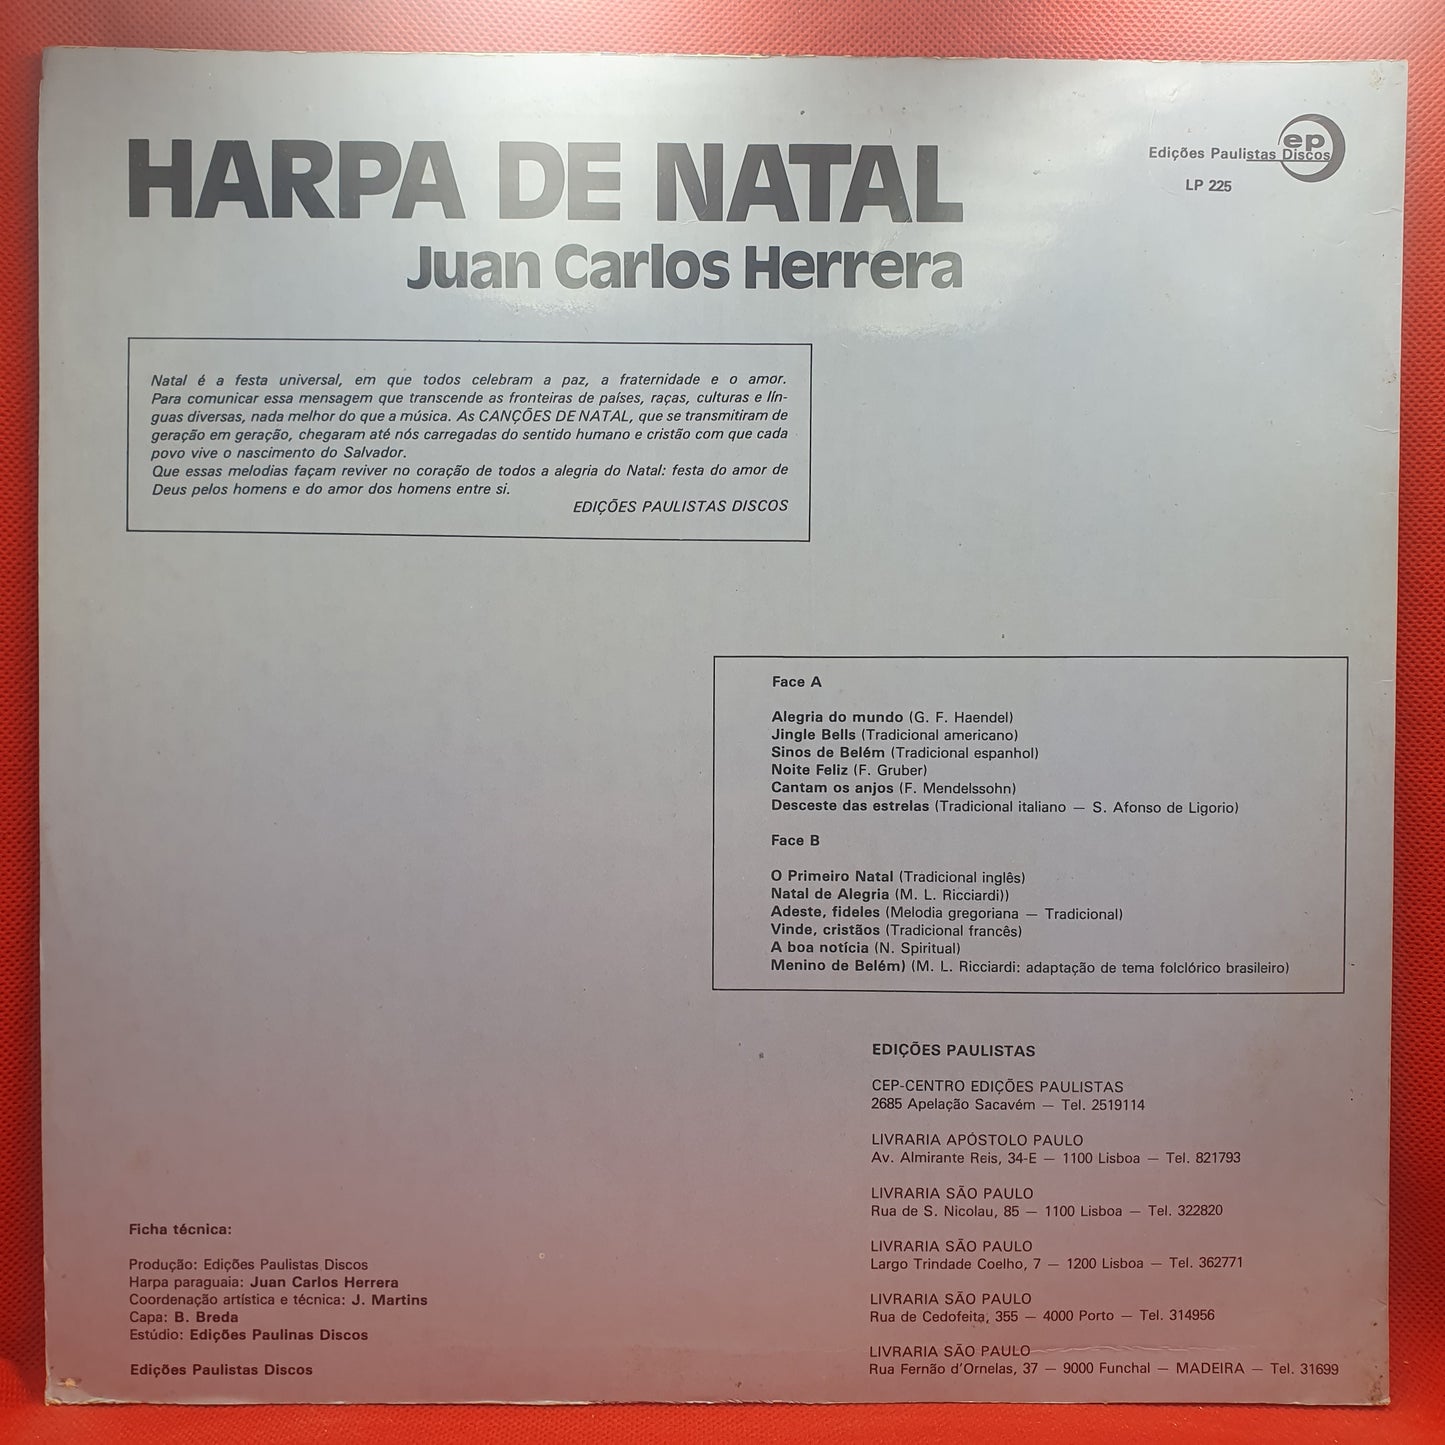 HARPA DE NATAL
Juan Carlos Herrera
ep
Edições Paulistas Discos
LP 225
Natal é a festa universal, em que todos celebram a paz, a fraternidade e o amor.
Para comunicar essa mensagem que transcende as fronteiras de países, raças, culturas e lín-
guas diversas, nada melhor do que a música. As CANÇÕES DE NATAL, que se transmitiram de
geração em geração, chegaram até nós carregadas do sentido humano e cristão com que cada
povo vive o nascimento do Salvador.
Que essas melodias façam reviver no coração de todos a alegria do Natal: festa do amor de
Deus pelos homens e do amor dos homens entre si.
EDIÇÕES PAULISTAS DISCOS
Face A
Alegria do mundo (G. F. Haendel)
Jingle Bells (Tradicional americano)
Sinos de Belém (Tradicional espanhol)
Noite Feliz (F. Gruber)
Cantam os anjos (F. Mendelssohn)
Desceste das estrelas (Tradicional italiano — S. Afonso de Ligorio)
Face B
O Primeiro Natal (Tradicional inglês)
Natal de Alegria (M. L. Ricciardi))
Adeste, fideles (Melodia gregoriana — Tradicional)
Vinde, cristãos (Tradicional francês)
A boa notícia (N. Spiritual)
Menino de Belém) (M. L. Ricciardi: adaptação de tema folclórico brasileiro)
EDIÇÕES PAULISTAS
CEP-CENTRO EDIÇÕES PAULISTAS
2685 Apelação Sacavém — Tel. 2519114
LIVRARIA APÓSTOLO PAULO
Av. Almirante Reis, 34-E — 1100 Lisboa — Tel. 821793
LIVRARIA SÃO PAULO
Rua de S. Nicolau, 85 — 1100 Lisboa — Tel. 322820
LIVRARIA SÃO PAULO
Largo Trindade Coelho, 7 — 1200 Lisboa — Tel. 362771
LIVRARIA SÃO PAULO
Rua de Cedofeita, 355 — 4000 Porto — Tel. 314956
LIVRARIA SÃO PAULO
Rua Fernão d'Ornelas, 37 — 9000 Funchal — MADEIRA — Tel. 31699
Ficha técnica:
Produção: Edições Paulistas Discos
Harpa paraguaia: Juan Carlos Herrera
Coordenação artística e técnica: J. Martins
Capa: B. Breda
Estúdio: Edições Paulinas Discos
Edições Paulistas Discos